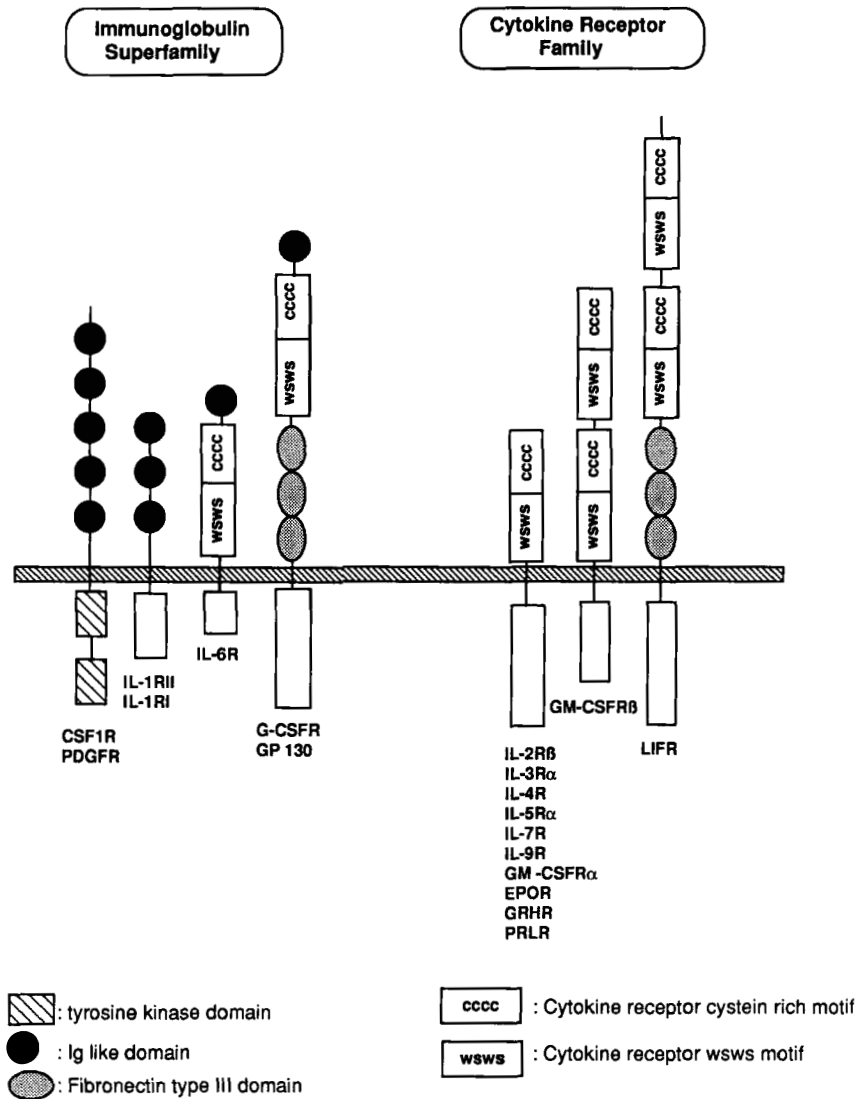 Immunoglobulin
Superfamily
Cytokine Receptor
Family
cccc
wsws
cccc
wsws
cccc
wsws
cccc
wsws
cccc
wsws
cccc
wsws
cccc
wsws
CSF1R
PDGFR
IL-1RII
IL-1RI
IL-6R
G-CSFR
GP 130
IL-2Rß
IL-3Rα
IL-4R
IL-5Rα
IL-7R
IL-9R
GM -CSFRα
EPOR
GRHR
PRLR
GM-CSFRß
LIFR
: tyrosine kinase domain
: Ig like domain
: Fibronectin type III domain
cccc : Cytokine receptor cystein rich motif
wsws : Cytokine receptor wsws motif